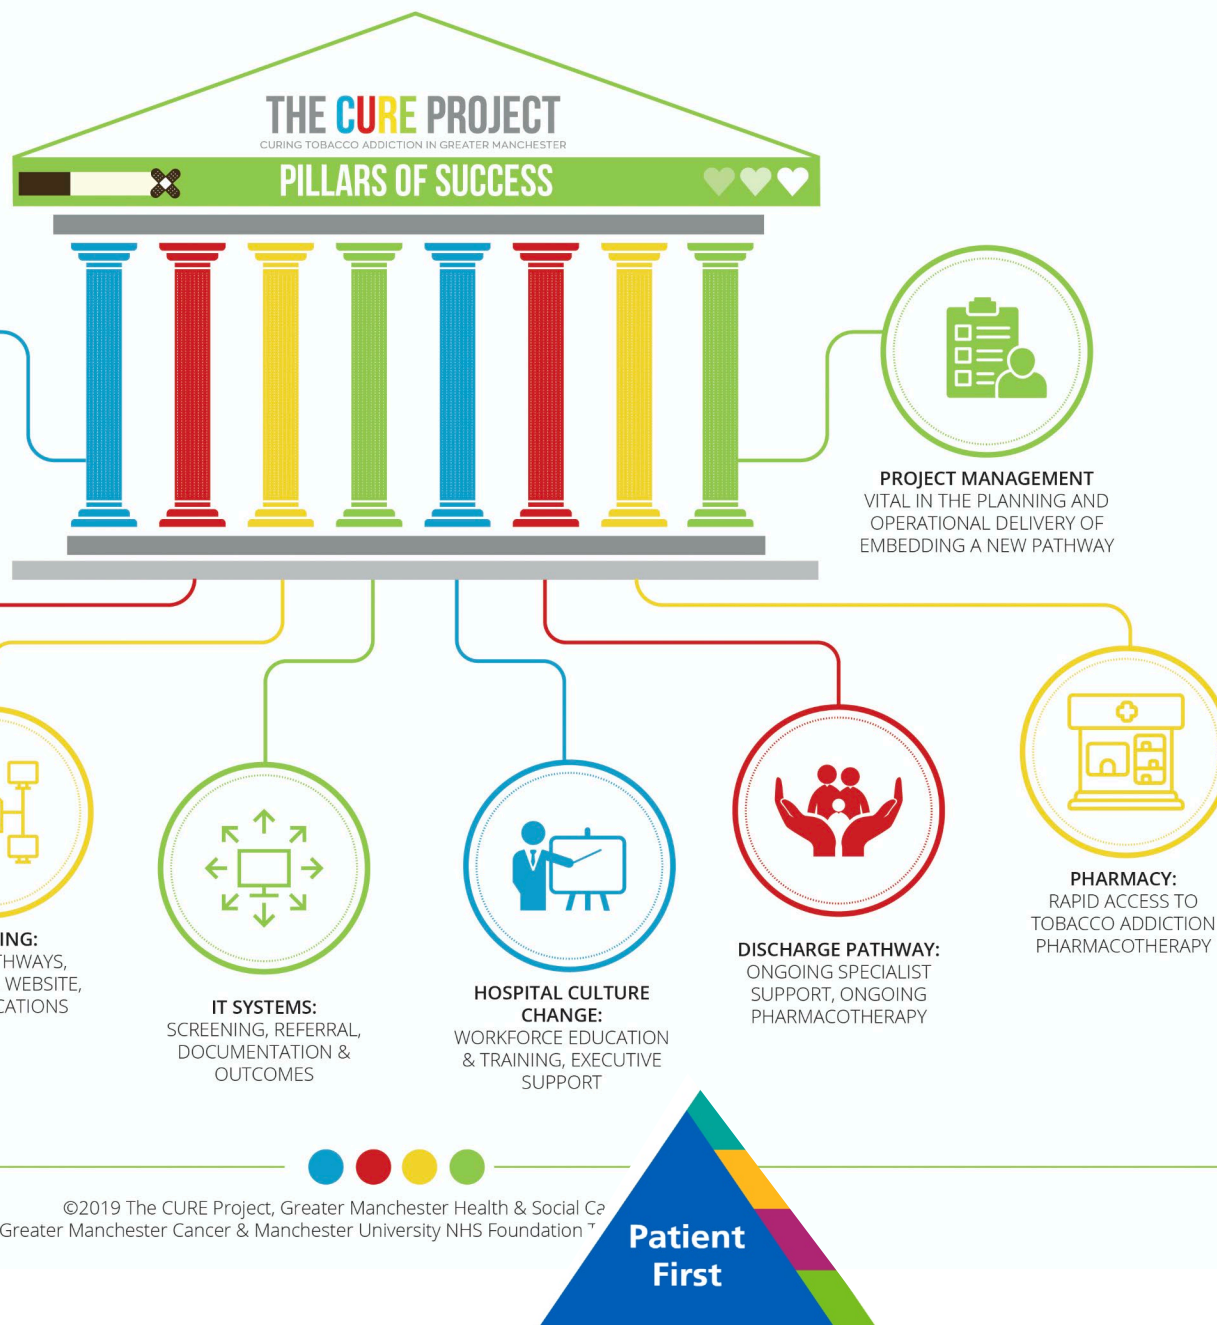 THE CURE PROJECT
CURING TOBACCO ADDICTION IN GREATER MANCHESTER
PILLARS OF SUCCESS
PROJECT MANAGEMENT
VITAL IN THE PLANNING AND
OPERATIONAL DELIVERY OF
EMBEDDING A NEW PATHWAY
ING:
THWAYS,
WEBSITE,
CATIONS
IT SYSTEMS:
SCREENING, REFERRAL,
DOCUMENTATION &
OUTCOMES
HOSPITAL CULTURE
CHANGE:
WORKFORCE EDUCATION
& TRAINING, EXECUTIVE
SUPPORT
DISCHARGE PATHWAY:
ONGOING SPECIALIST
SUPPORT, ONGOING
PHARMACOTHERAPY
PHARMACY:
RAPID ACCESS TO
TOBACCO ADDICTION
PHARMACOTHERAPY
©2019 The CURE Project, Greater Manchester Health & Social Ca
Greater Manchester Cancer & Manchester University NHS Foundation
Patient
First